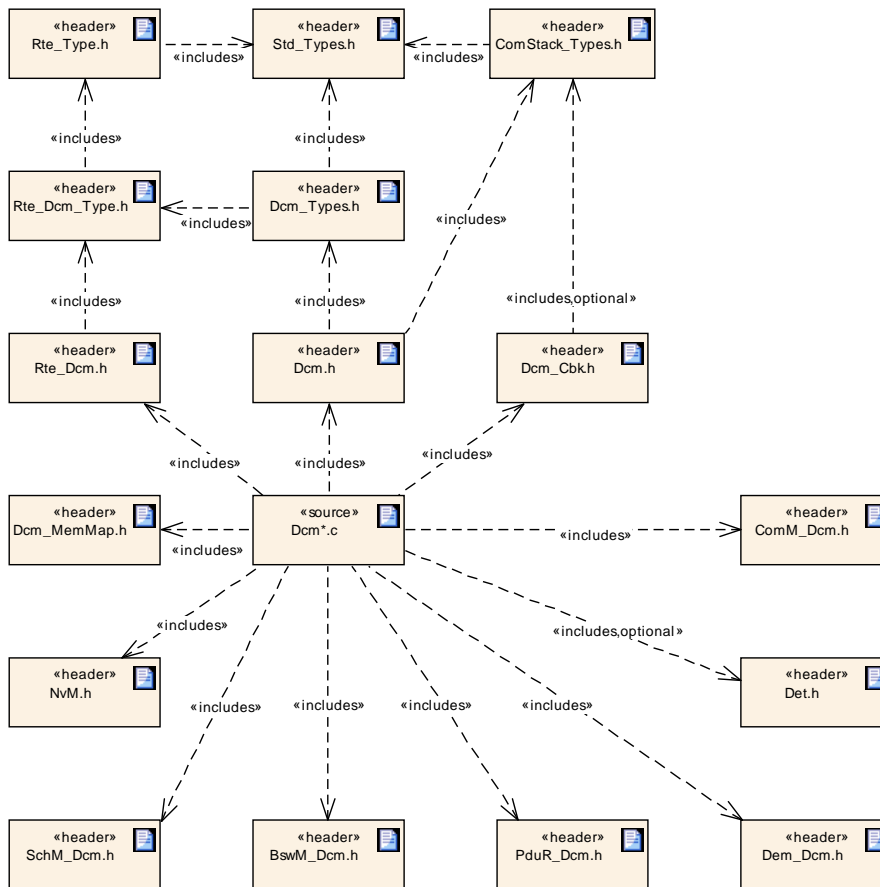 «header»
Rte_Type.h
«includes»
«header»
Std_Types.h
«includes»
«header»
ComStack_Types.h
«includes»
«includes»
«header»
Rte_Dcm_Type.h
«includes»
«header»
Dcm_Types.h
«includes»
«includes»
«includes»
«includes,optional»
«header»
Rte_Dcm.h
«header»
Dcm.h
«header»
Dcm_Cbk.h
«includes»
«includes»
«includes»
«header»
Dcm_MemMap.h
«includes»
«source»
Dcm*.c
«includes»
«header»
ComM_Dcm.h
«includes»
«includes,optional»
«header»
NvM.h
«includes»
«includes»
«includes»
«includes»
«header»
Det.h
«header»
SchM_Dcm.h
«header»
BswM_Dcm.h
«header»
PduR_Dcm.h
«header»
Dem_Dcm.h